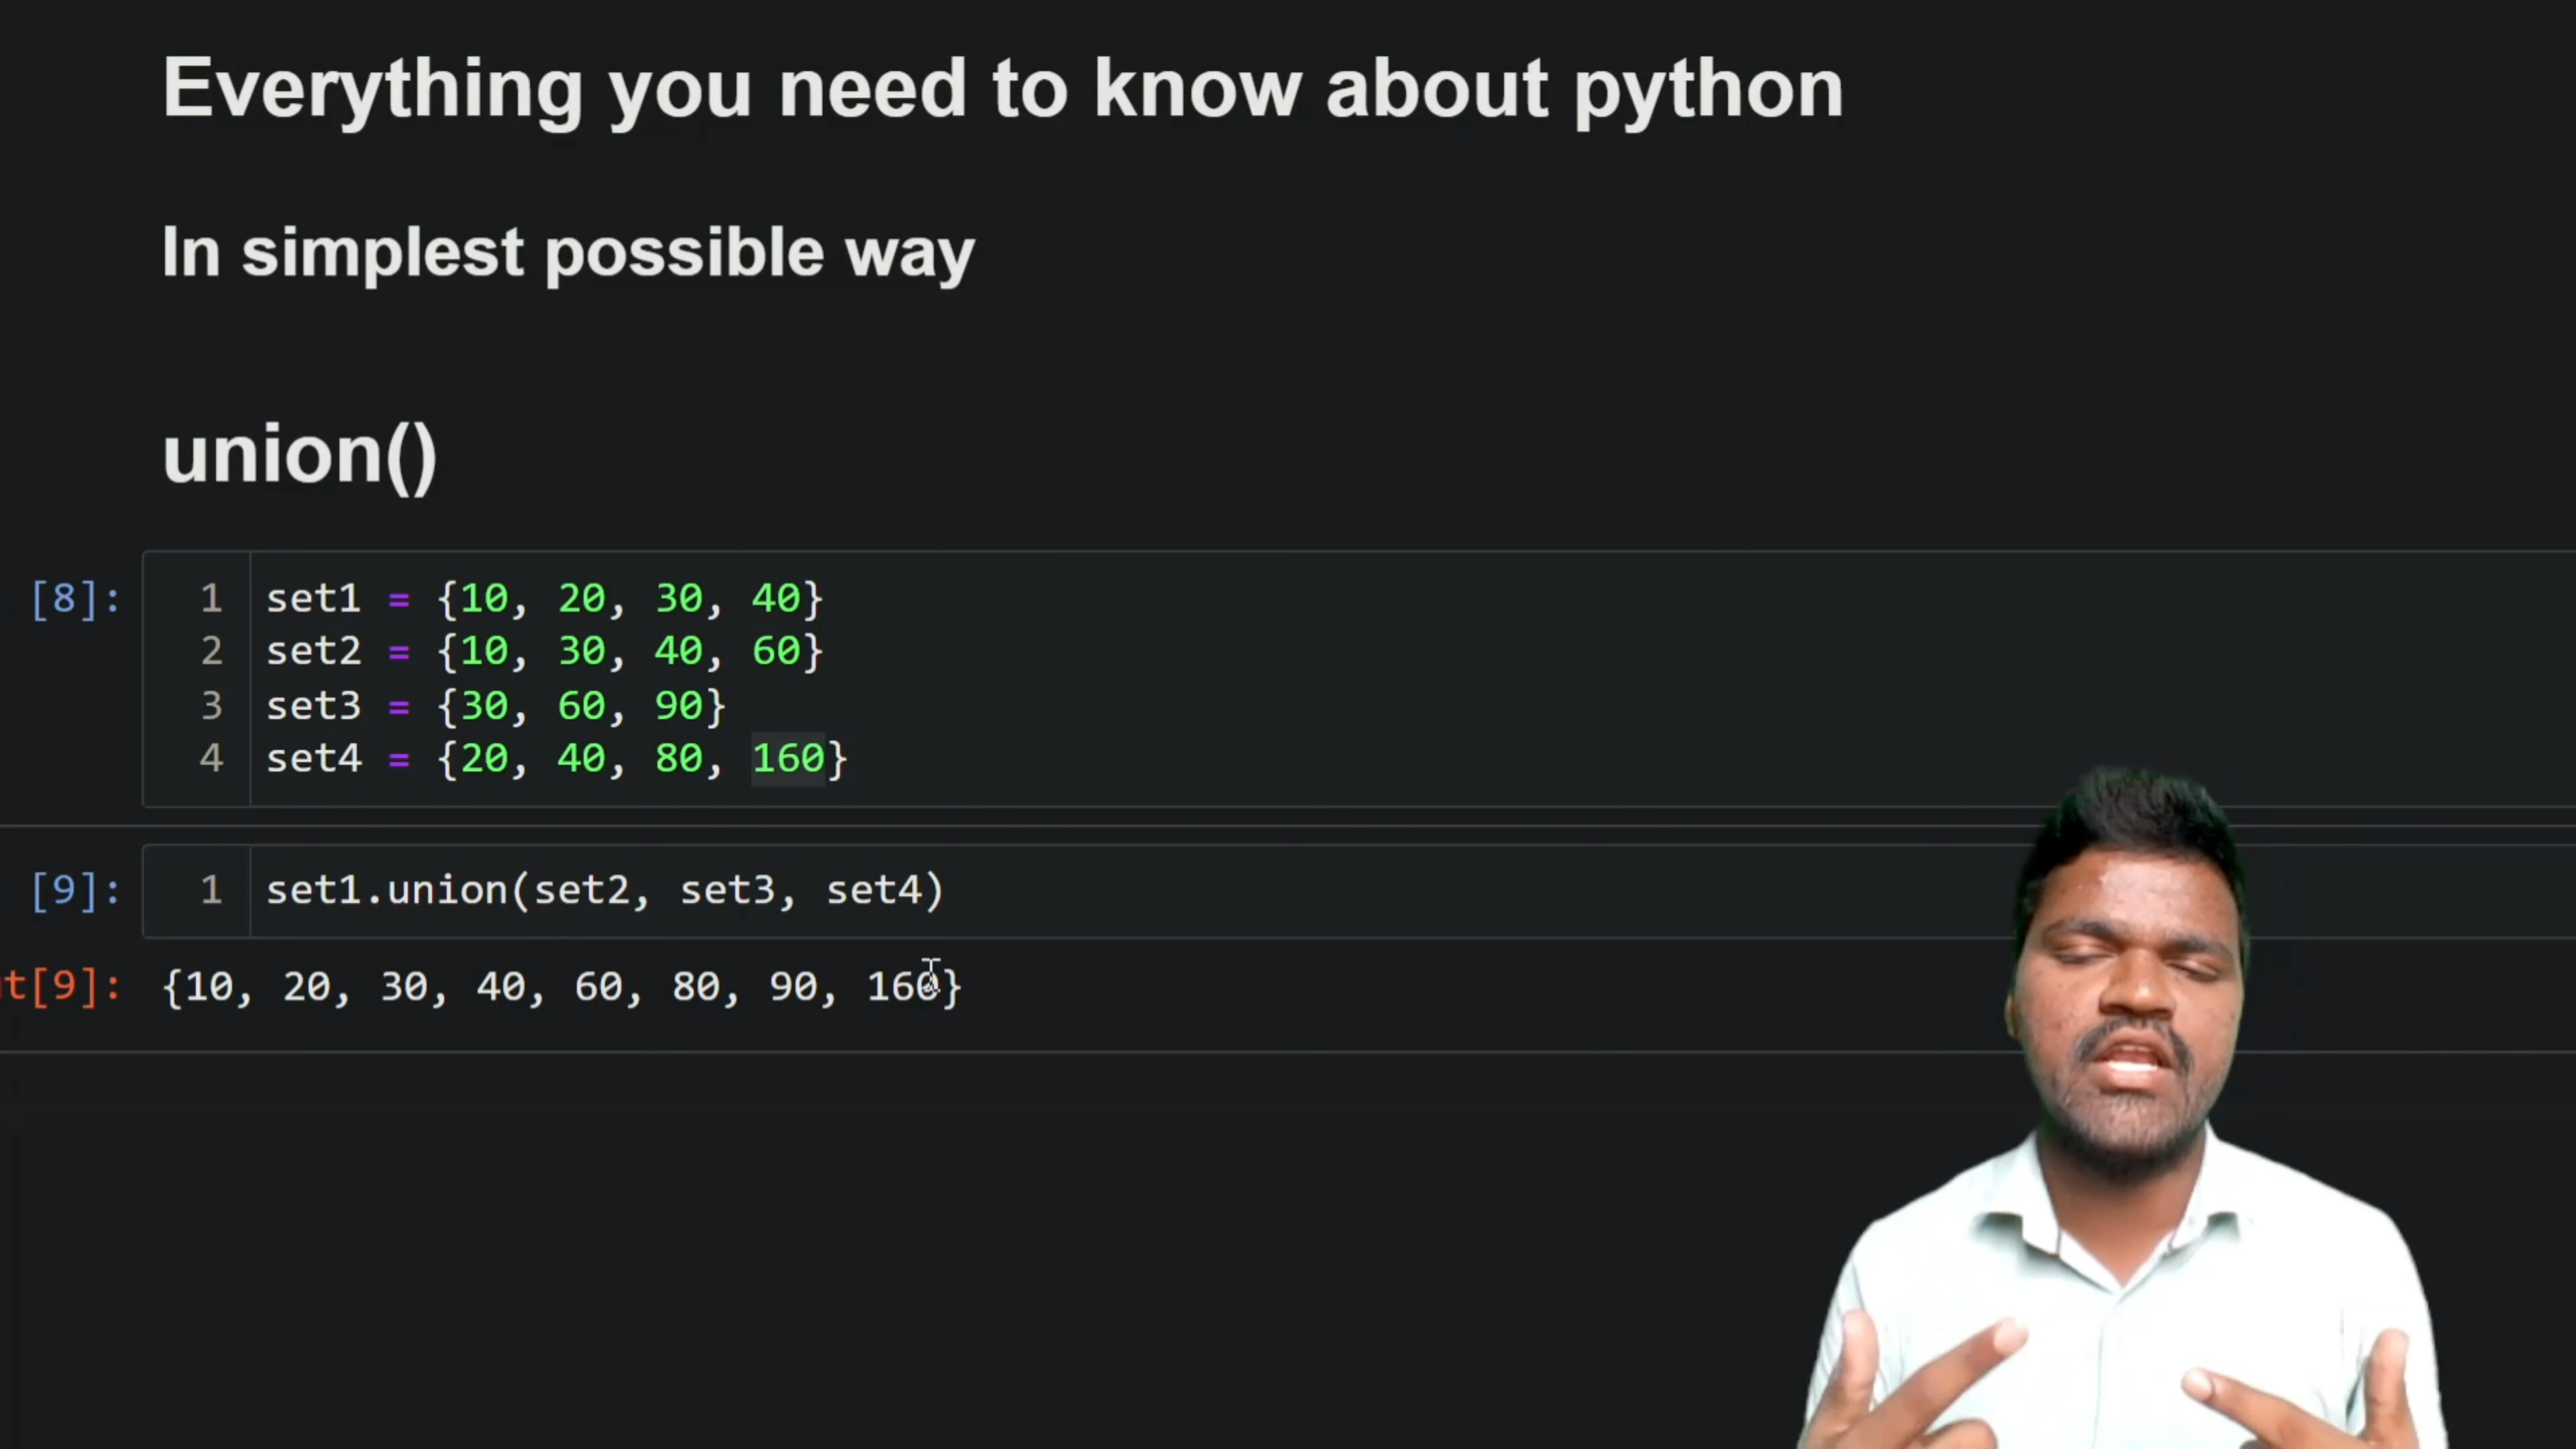 Everything you need to know about python
In simplest possible way
union()
[8]:
1 set1 = {10, 20, 30, 40}
2 set2 = {10, 30, 40, 60}
3 set3 = {30, 60, 90}
4 set4 = {20, 40, 80, 160}
[9]:
1 set1.union(set2, set3, set4)
t[9]: {10, 20, 30, 40, 60, 80, 90, 160}